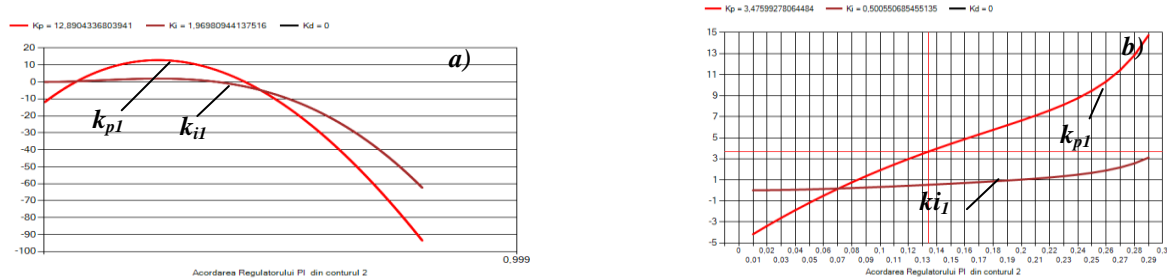 Kp = 12,8904336803941 Ki = 1,96980944137516 Kd = 0
20
10
0
-10
-20
-30
-40
-50
-60
-70
-80
-90
-100
a)
kp1
ki1
0,999
Acordarea Regulatorului PI din conturul 2
Kp = 3,47599278064484 Ki = 0,500550685455135 Kd = 0
15
13
11
9
7
5
3
1
-1
-3
-5
b)
kp1
ki1
0 0,02 0,04 0,06 0,08 0,1 0,12 0,14 0,16 0,18 0,2 0,22 0,24 0,26 0,28 0,3
0,01 0,03 0,05 0,07 0,09 0,11 0,13 0,15 0,17 0,19 0,21 0,23 0,25 0,27 0,29
Acordarea Regulatorului PI din conturul 2